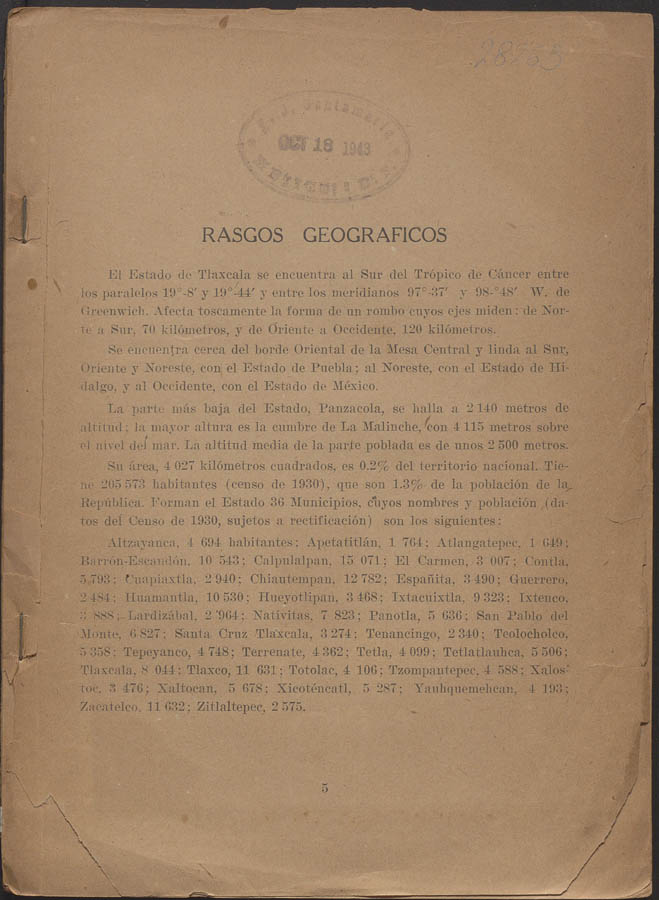 28563
F. J. Santamaría
OCT 18 1943
RASGOS GEOGRAFICOS
El Estado de Tlaxcala se encuentra al Sur del Trópico de Cáncer entre
los paralelos 19°-8' y 19°-44' y entre los meridianos 97°-37' y 98-°48' W. de
Greenwich. Afecta toscamente la forma de un rombo cuyos ejes miden: de Nor-
te a Sur, 70 kilómetros, y de Oriente a Occidente, 120 kilómetros.
Se encuentra cerca del borde Oriental de la Mesa Central y linda al Sur,
Oriente y Noreste, con el Estado de Puebla; al Noreste, con el Estado de Hi-
dalgo, y al Occidente, con el Estado de México.
La parte más baja del Estado, Panzacola, se halla a 2 140 metros de
altitud; la mayor altura es la cumbre de La Malinche, con 4 115 metros sobre
el nivel del mar. La altitud media de la parte poblada es de unos 2 500 metros.
Su área, 4 027 kilómetros cuadrados, es 0.2% del territorio nacional. Tie-
ne 205 573 habitantes (censo de 1930), que son 1.3% de la población de la
República. Forman el Estado 36 Municipios, cuyos nombres y población (da-
tos del Censo de 1930, sujetos a rectificación) son los siguientes:
Altzayanca, 4 694 habitantes; Apetatitlán, 1 764; Atlangatepec, 1 649;
Barrón-Escandón, 10 543; Calpulalpan, 15 071; El Carmen, 3 007; Contla,
5,793; Cuapiaxtla, 2 940; Chiautempan, 12 782; Españita, 3 490; Guerrero,
2 484; Huamantla, 10 530; Hueyotlipan, 3 468; Ixtacuixtla, 9 323; Ixtenco,
3 888; Lardizábal, 2 964; Nativitas, 7 823; Panotla, 5 636; San Pablo del
Monte, 6 827; Santa Cruz Tlaxcala, 3 274; Tenancingo, 2 340; Teolocholco,
5 358; Tepeyanco, 4 748; Terrenate, 4 362; Tetla, 4 099; Tetlatlauhca, 5 506;
Tlaxcala, 8 044; Tlaxco, 11 631; Totolac, 4 106; Tzompantepec, 4 588; Xalos-
toc, 3 476; Xaltocan, 5 678; Xicoténcatl, 5 287; Yauhquemehcan, 4 193;
Zacatelco, 11 632; Zitlaltepec, 2 575.
5